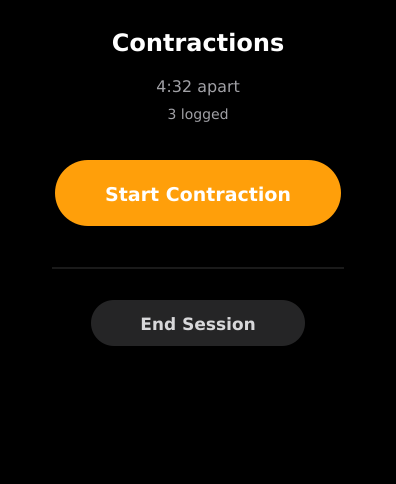 Contractions
4:32 apart
3 logged
Start Contraction
End Session